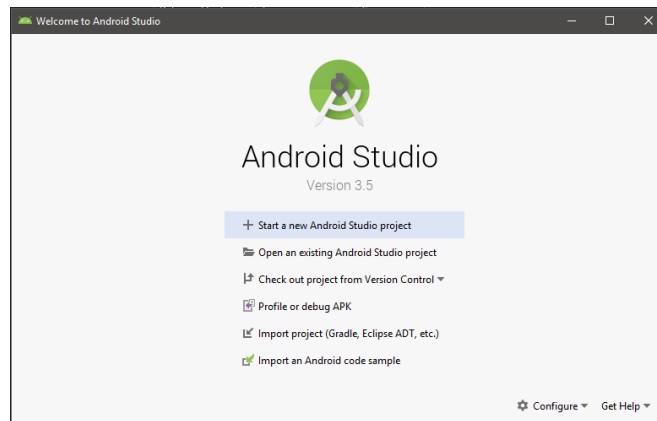 Welcome to Android Studio
Android Studio
Version 3.5
Start a new Android Studio project
Open an existing Android Studio project
Check out project from Version Control
Profile or debug APK
Import project (Gradle, Eclipse ADT, etc.)
Import an Android code sample
Configure Get Help